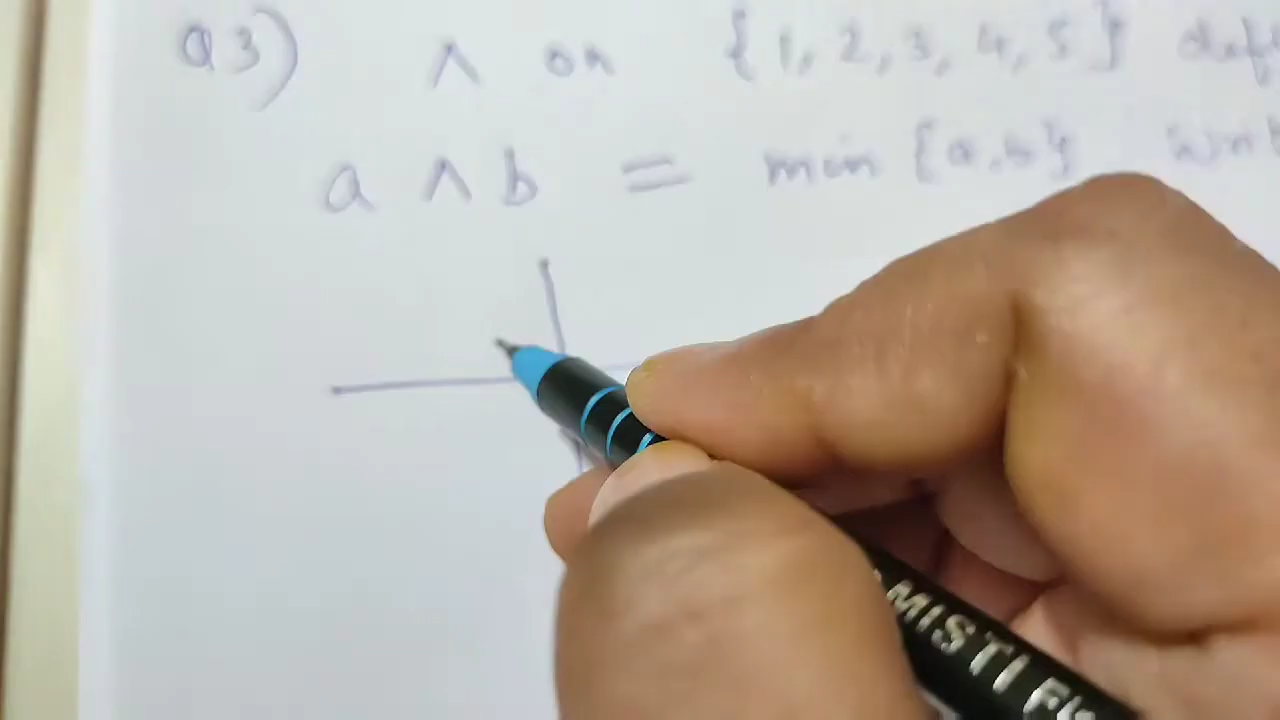 Q3) ∧ on {1, 2, 3, 4, 5}
a ∧ b = min {a, b}
MISTI